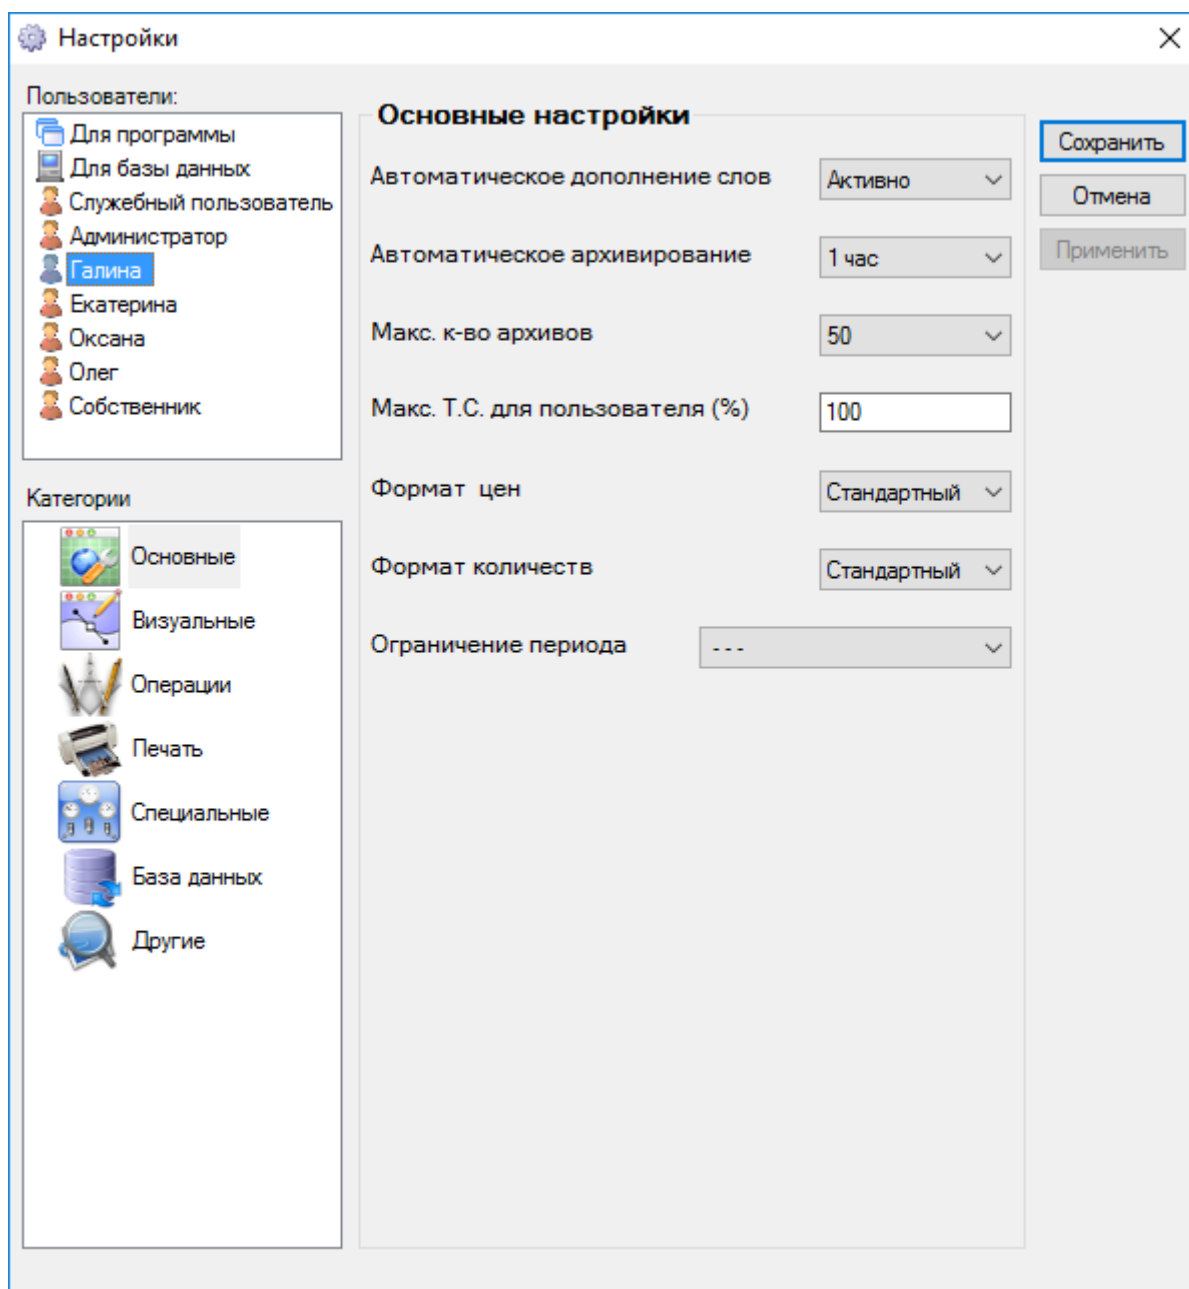 Настройки
Пользователи:
Для программы
Для базы данных
Служебный пользователь
Администратор
Галина
Екатерина
Оксана
Олег
Собственник
Категории
Основные
Визуальные
Операции
Печать
Специальные
База данных
Другие
Основные настройки
Автоматическое дополнение слов Активно
Автоматическое архивирование 1 час
Макс. к-во архивов 50
Макс. Т.С. для пользователя (%) 100
Формат цен Стандартный
Формат количеств Стандартный
Ограничение периода - - -
Сохранить
Отмена
Применить